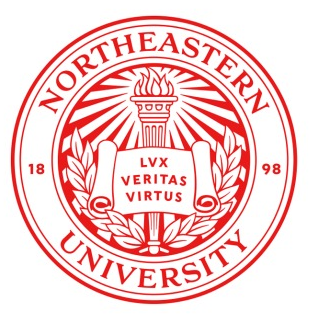 NORTHEASTERN
18
LVX
VERITAS
VIRTUS
98
UNIVERSITY